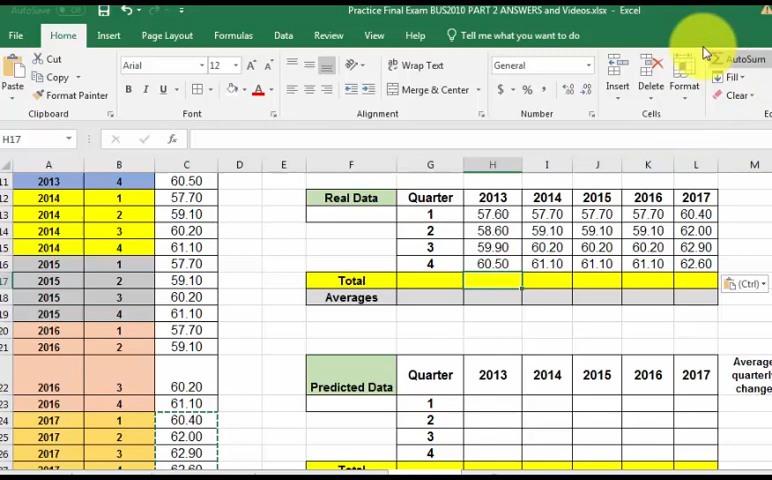 AutoSave Off Practice Final Exam BUS2010 PART 2 ANSWERS and Videos.xlsx - Excel
File Home Insert Page Layout Formulas Data Review View Help Tell me what you want to do
Cut Arial 12 Wrap Text General AutoSum
Copy Fill
Paste Format Painter B I U A Merge & Center $ % Insert Delete Format Clear
Clipboard Font Alignment Number Cells
H17 fx
A B C D E F G H I J K L M
11 2013 4 60.50
12 2014 1 57.70 Real Data Quarter 2013 2014 2015 2016 2017
13 2014 2 59.10 1 57.60 57.70 57.70 57.70 60.40
14 2014 3 60.20 2 58.60 59.10 59.10 59.10 62.00
15 2014 4 61.10 3 59.90 60.20 60.20 60.20 62.90
16 2015 1 57.70 4 60.50 61.10 61.10 61.10 62.60
17 2015 2 59.10 Total (Ctrl)
18 2015 3 60.20 Averages
19 2015 4 61.10
20 2016 1 57.70
21 2016 2 59.10
22 2016 3 60.20 Predicted Data Quarter 2013 2014 2015 2016 2017 Average quarterly change
23 2016 4 61.10 1
24 2017 1 60.40 2
25 2017 2 62.00 3
26 2017 3 62.90 4
27 2017 4 62.60 Total